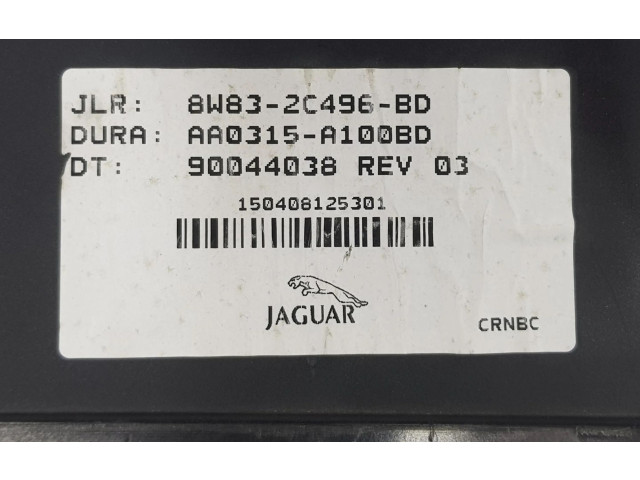 JLR: 8W83-2C496-BD
DURA: AA0315-A100BD
DT: 90044038 REV 03
150408125301
JAGUAR
CRNBC